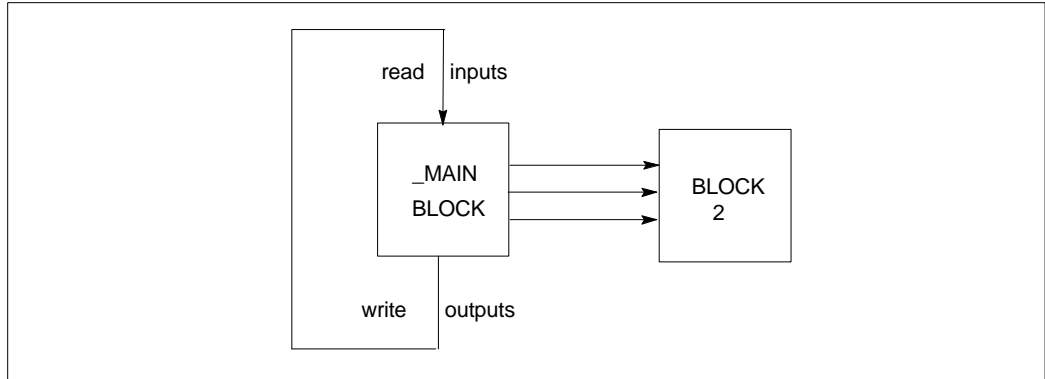 read inputs
_MAIN
BLOCK
BLOCK
2
write outputs